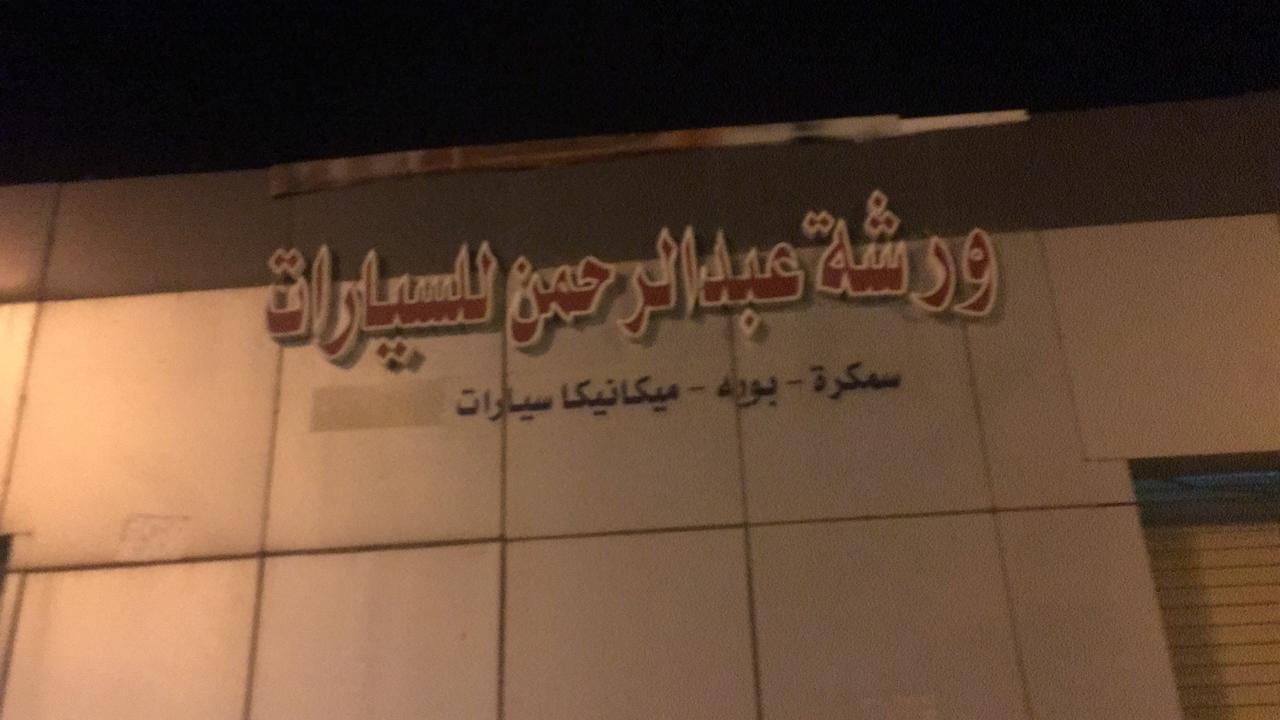 ورشة عبدالرحمن للسيارات
سمكرة - بويه - ميكانيكا سيارات